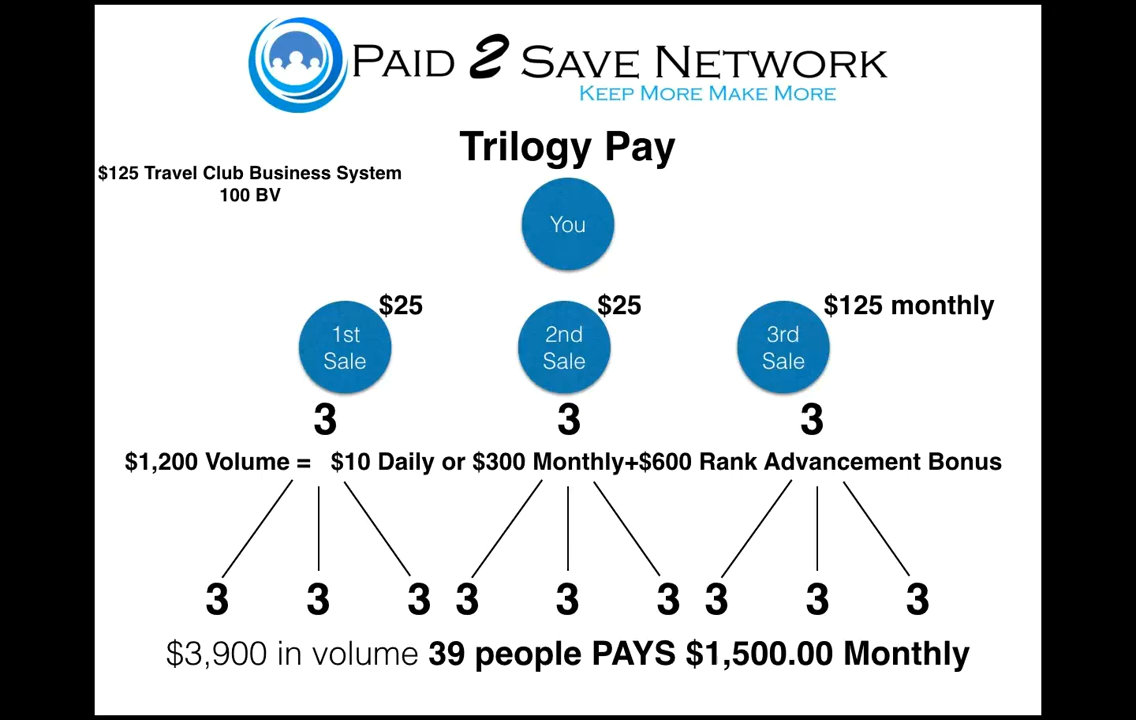 PAID 2 SAVE NETWORK
KEEP MORE MAKE MORE
Trilogy Pay
$125 Travel Club Business System
100 BV
You
$25 $25 $125 monthly
1st 2nd 3rd
Sale Sale Sale
3 3 3
$1,200 Volume = $10 Daily or $300 Monthly+$600 Rank Advancement Bonus
3 3 3 3 3 3 3 3 3
$3,900 in volume 39 people PAYS $1,500.00 Monthly